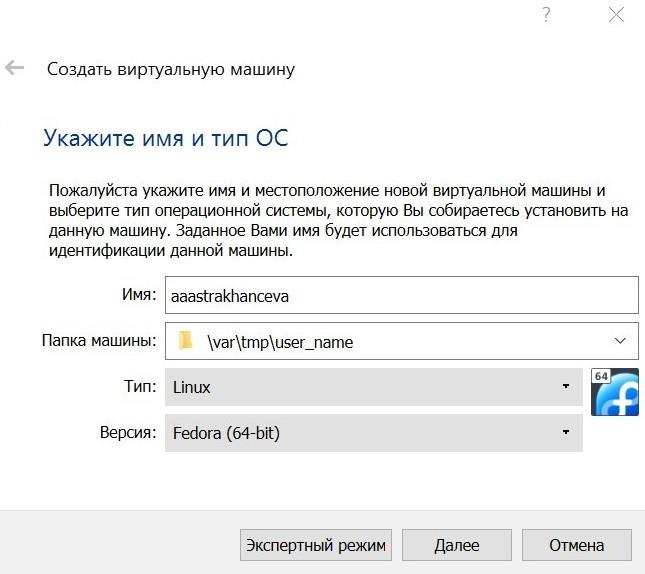 ?
Создать виртуальную машину
Укажите имя и тип ОС
Пожалуйста укажите имя и местоположение новой виртуальной машины и
выберите тип операционной системы, которую Вы собираетесь установить на
данную машину. Заданное Вами имя будет использоваться для
идентификации данной машины.
Имя: aaastrakhanceva
Папка машины: \var\tmp\user_name
Тип: Linux 64
Версия: Fedora (64-bit)
Экспертный режим Далее Отмена